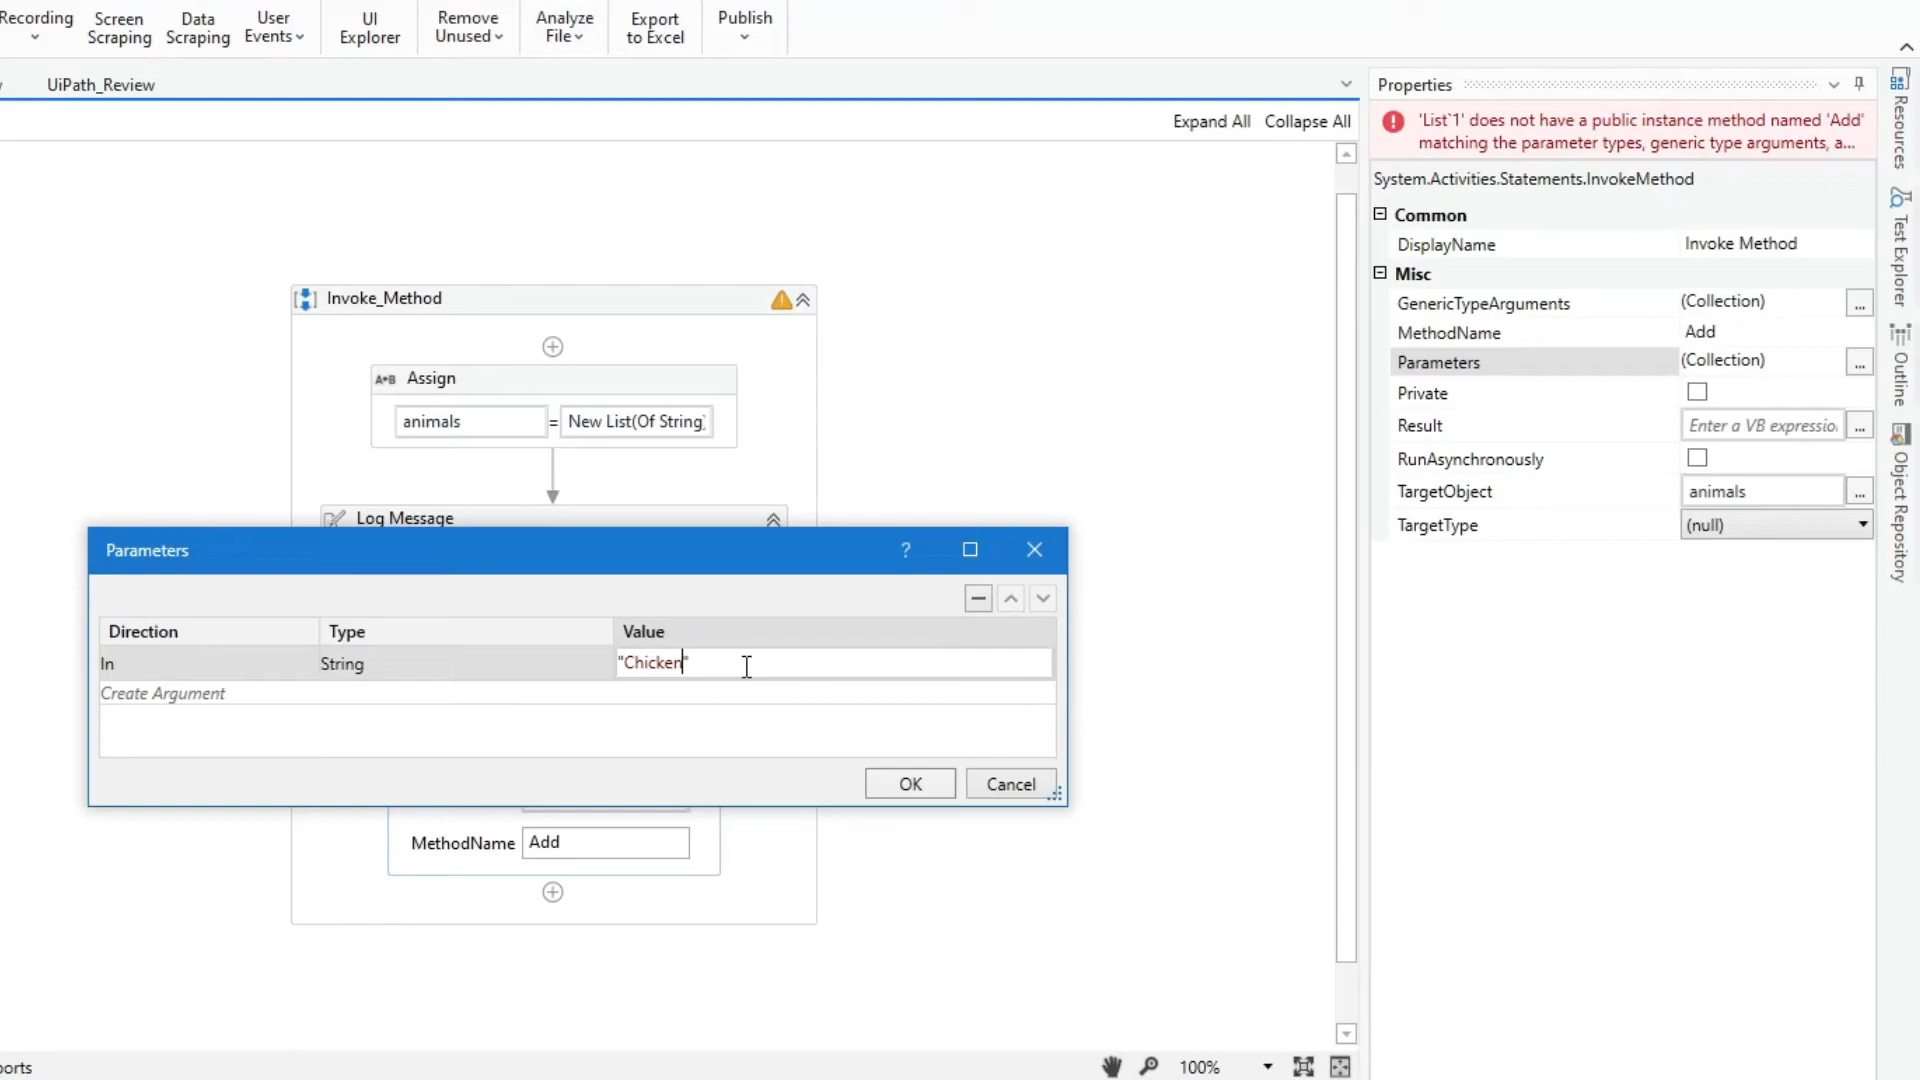 Recording
Screen
Scraping
Data
Scraping
User
Events
UI
Explorer
Remove
Unused
Analyze
File
Export
to Excel
Publish
UiPath_Review
Expand All Collapse All
Invoke_Method
A+B Assign
animals = New List(Of String)
Log Message
Parameters
?
Direction Type Value
In String "Chicken"
Create Argument
OK Cancel
MethodName Add
100%
Properties
'List`1' does not have a public instance method named 'Add'
matching the parameter types, generic type arguments, a...
System.Activities.Statements.InvokeMethod
Common
DisplayName Invoke Method
Misc
GenericTypeArguments (Collection) ...
MethodName Add
Parameters (Collection) ...
Private
Result Enter a VB expressio ...
RunAsynchronously
TargetObject animals ...
TargetType (null)
Resources
Test Explorer
Outline
Object Repository